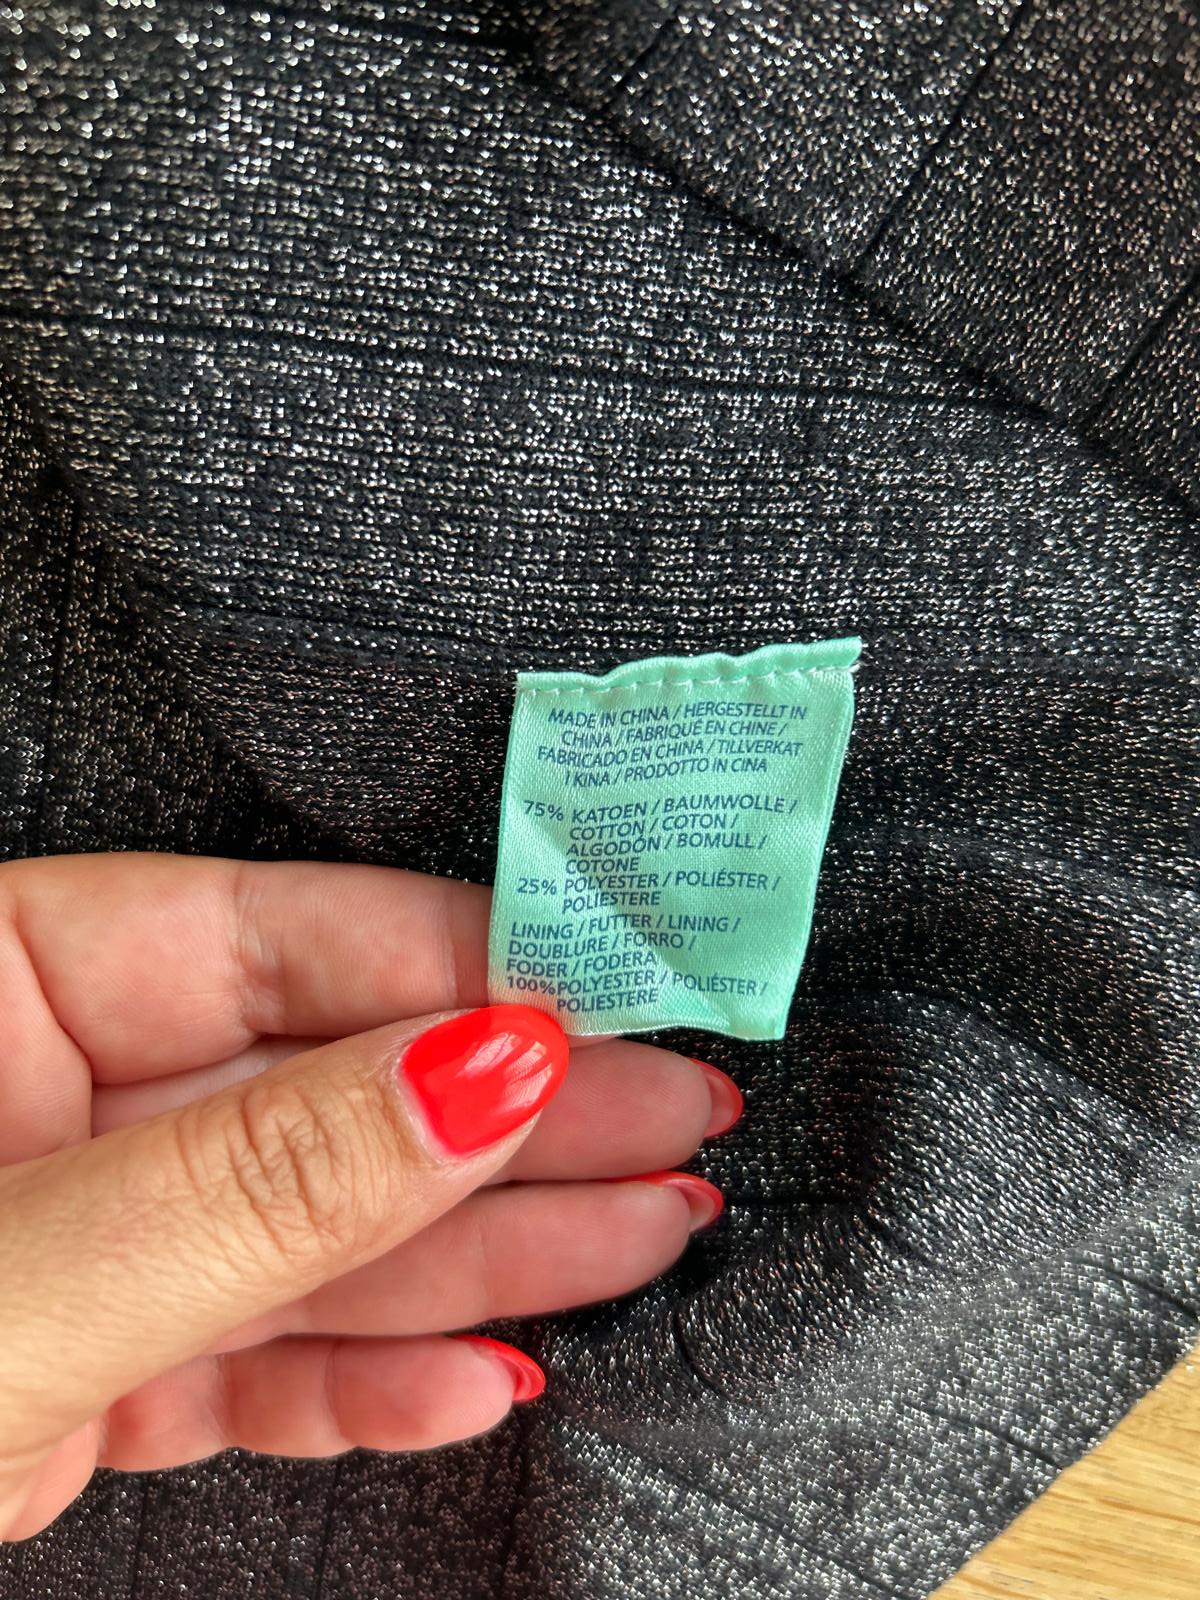 MADE IN CHINA / HERGESTELLT IN
CHINA / FABRIQUÉ EN CHINE /
FABRICADO EN CHINA / TILLVERKAT
I KINA / PRODOTTO IN CINA
75% KATOEN / BAUMWOLLE /
COTTON / COTON /
ALGODÓN / BOMULL /
COTONE
25% POLYESTER / POLIÉSTER /
POLIESTERE
LINING / FUTTER / LINING /
DOUBLURE / FORRO /
FODER / FODERA
100% POLYESTER / POLIÉSTER /
POLIESTERE